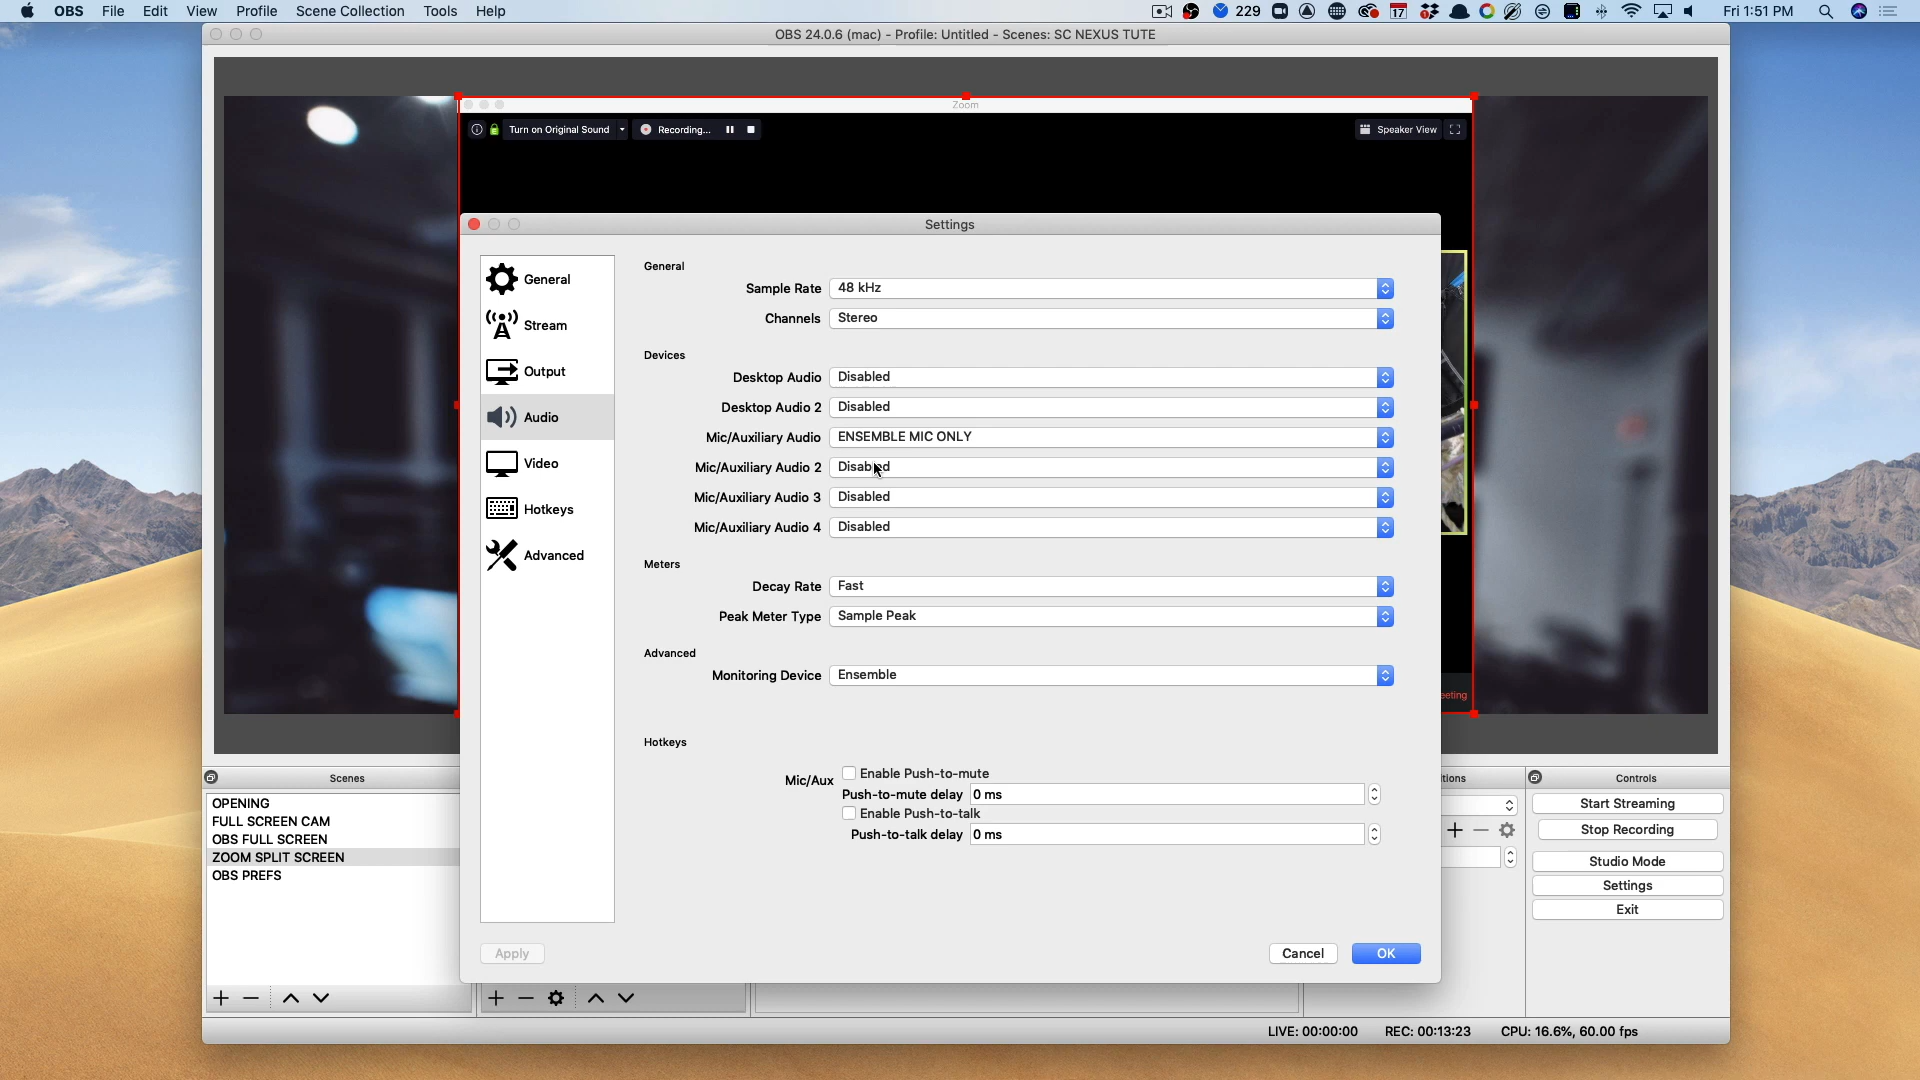 OBS File Edit View Profile Scene Collection Tools Help 229 17 Fri 1:51 PM
OBS 24.0.6 (mac) - Profile: Untitled - Scenes: SC NEXUS TUTE
Zoom
Turn on Original Sound Recording... Speaker View
Settings
General
Stream
Output
Audio
Video
Hotkeys
Advanced
General
Sample Rate 48 kHz
Channels Stereo
Devices
Desktop Audio Disabled
Desktop Audio 2 Disabled
Mic/Auxiliary Audio ENSEMBLE MIC ONLY
Mic/Auxiliary Audio 2 Disabled
Mic/Auxiliary Audio 3 Disabled
Mic/Auxiliary Audio 4 Disabled
Meters
Decay Rate Fast
Peak Meter Type Sample Peak
Advanced
Monitoring Device Ensemble
eeting
Hotkeys
Mic/Aux Enable Push-to-mute
Push-to-mute delay 0 ms
Enable Push-to-talk
Push-to-talk delay 0 ms
Apply Cancel OK
Scenes
OPENING
FULL SCREEN CAM
OBS FULL SCREEN
ZOOM SPLIT SCREEN
OBS PREFS
itions
Controls
Start Streaming
Stop Recording
Studio Mode
Settings
Exit
LIVE: 00:00:00 REC: 00:13:23 CPU: 16.6%, 60.00 fps